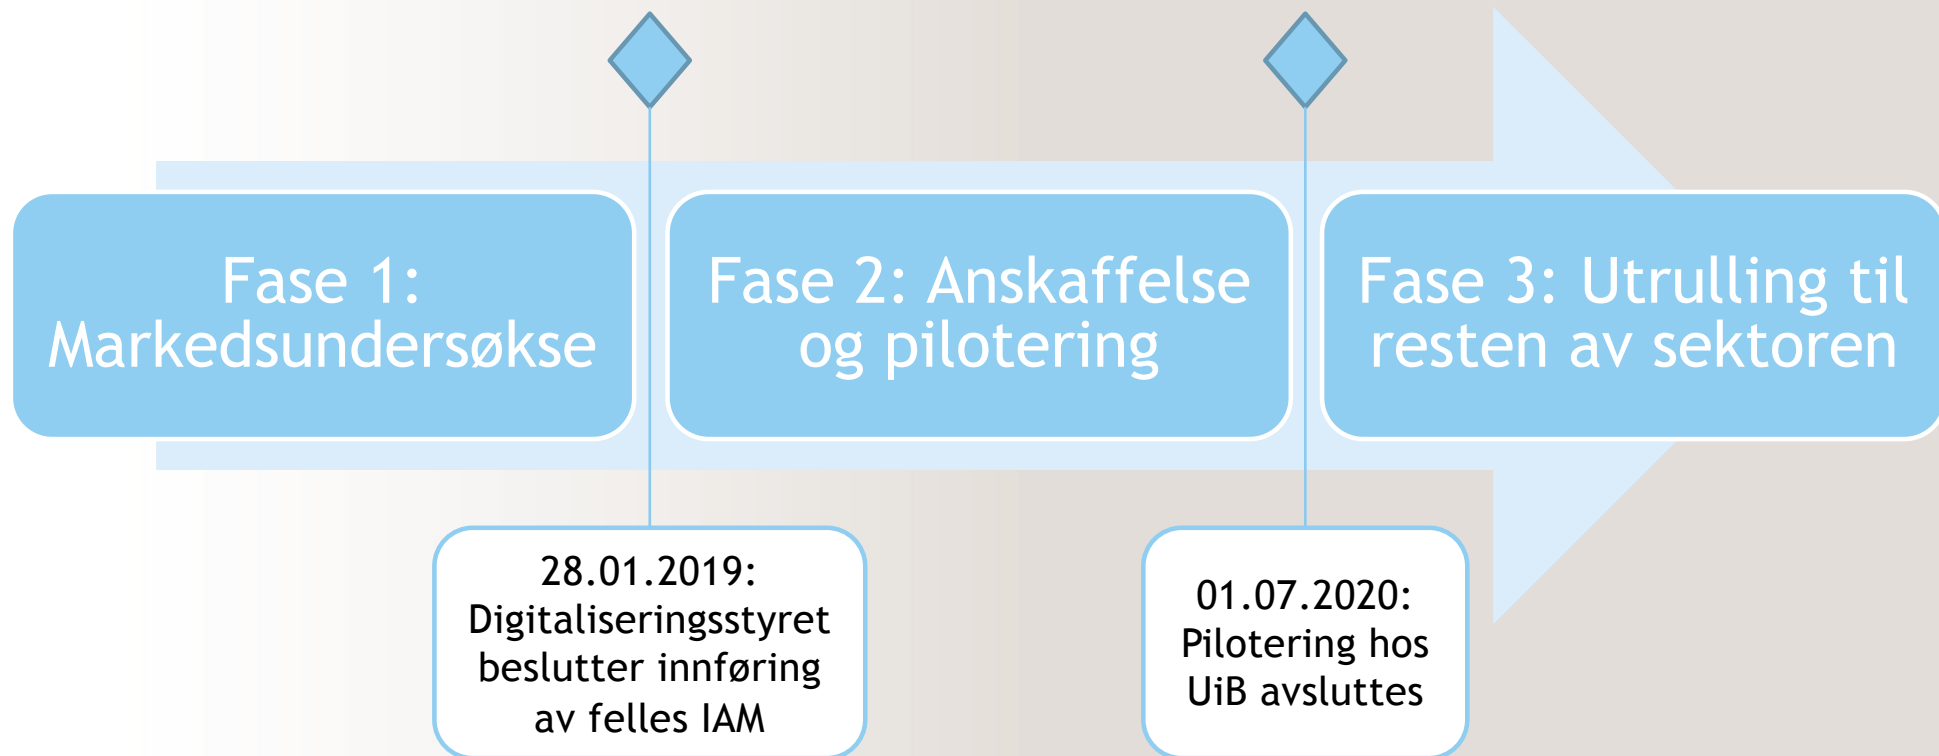 Fase 1:
Markedsundersøkse
Fase 2: Anskaffelse
og pilotering
Fase 3: Utrulling til
resten av sektoren
28.01.2019:
Digitaliseringsstyret
beslutter innføring
av felles IAM
01.07.2020:
Pilotering hos
UiB avsluttes